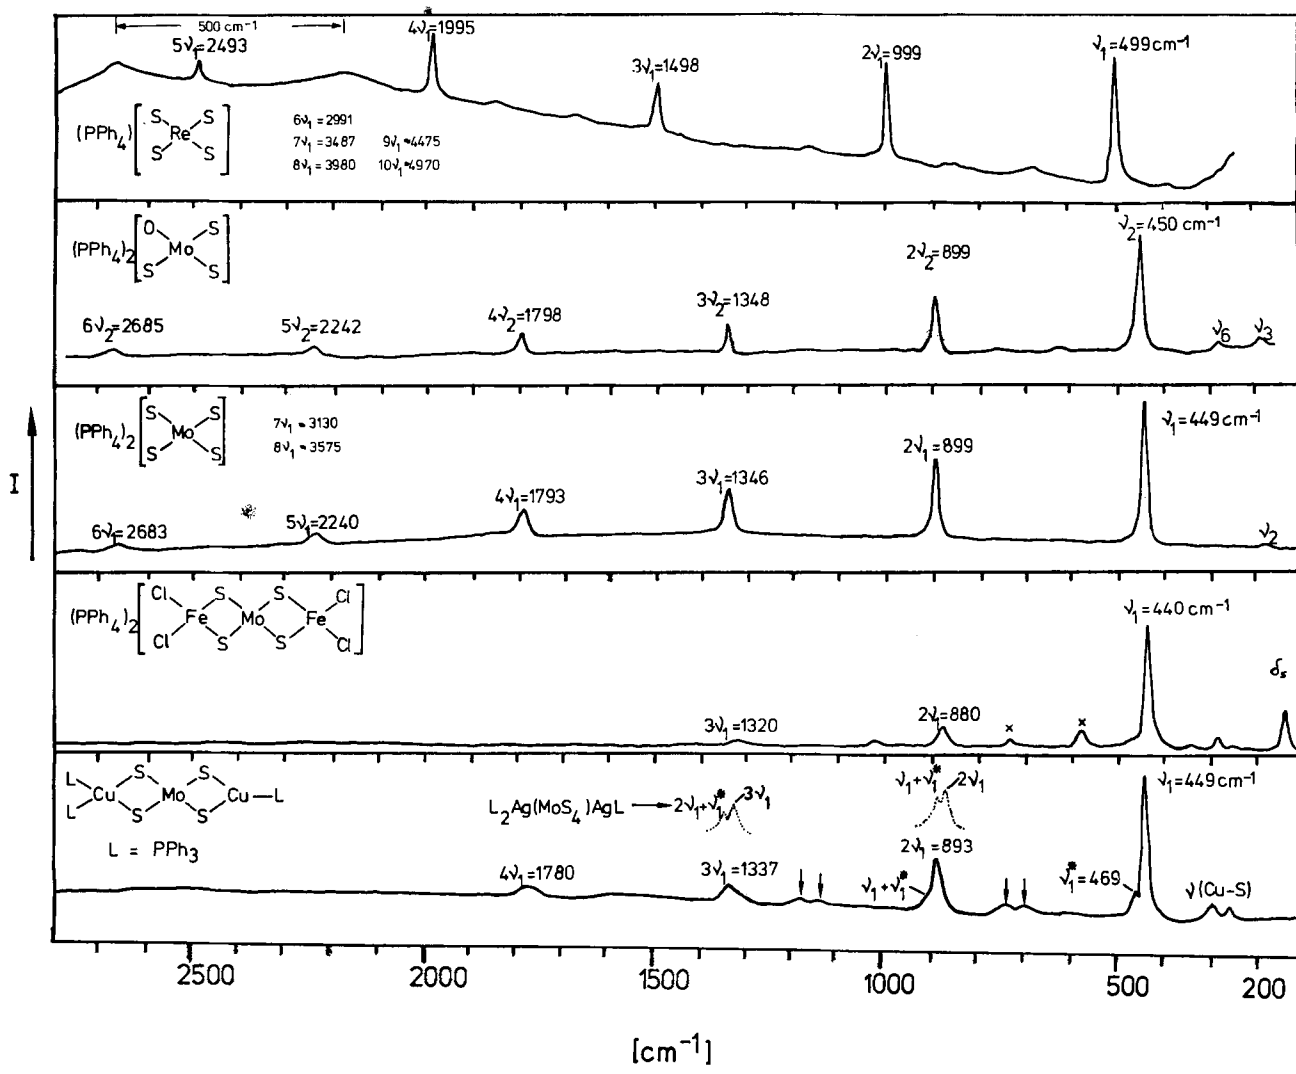 500 cm⁻¹
5ν₁=2493
4ν₁=1995
3ν₁=1498
2ν₁=999
ν₁=499cm⁻¹
(PPh₄)
S S
Re
S S
6ν₁=2991
7ν₁=3487 9ν₁=4475
8ν₁=3980 10ν₁=4970
(PPh₄)₂
O S
Mo
S S
6ν₂=2685
5ν₂=2242
4ν₂=1798
3ν₂=1348
2ν₂=899
ν₂=450 cm⁻¹
ν₆
ν₃
I
(PPh₄)₂
S S
Mo
S S
7ν₁=3130
8ν₁=3575
6ν₁=2683
5ν₁=2240
4ν₁=1793
3ν₁=1346
2ν₁=899
ν₁=449cm⁻¹
ν₂
(PPh₄)₂
Cl S S Cl
Fe Mo Fe
Cl S S Cl
3ν₁=1320
2ν₁=880
x
x
ν₁=440 cm⁻¹
δₛ
L S S
Cu Mo Cu—L
L S S
L = PPh₃
L₂Ag(MoS₄)AgL
2ν₁+ν₁* 3ν₁
ν₁+ν₁* 2ν₁
4ν₁=1780
3ν₁=1337
ν₁+ν₁*
2ν₁=893
ν₁*=469
ν₁=449cm⁻¹
ν(Cu-S)
2500 2000 1500 1000 500 200
[cm⁻¹]